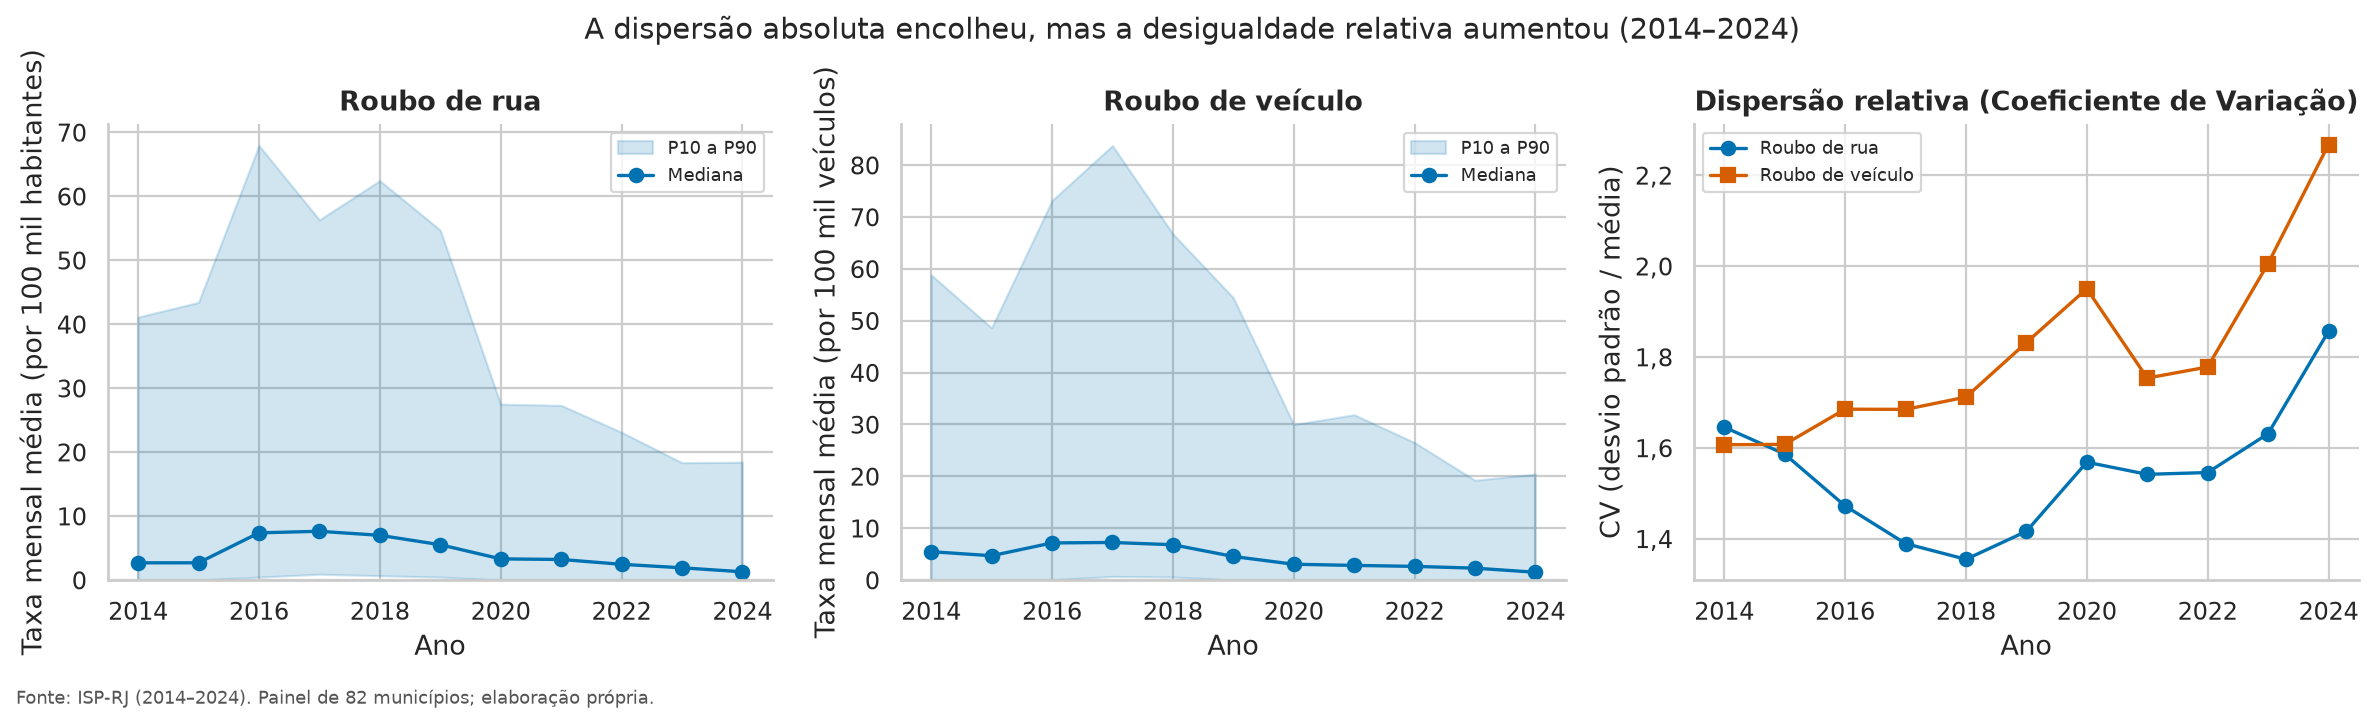 A dispersão absoluta encolheu, mas a desigualdade relativa aumentou (2014–2024)
Roubo de rua
Taxa mensal média (por 100 mil habitantes)
70
60
50
40
30
20
10
0
P10 a P90
Mediana
2014 2016 2018 2020 2022 2024
Ano
Roubo de veículo
Taxa mensal média (por 100 mil veículos)
80
70
60
50
40
30
20
10
0
P10 a P90
Mediana
2014 2016 2018 2020 2022 2024
Ano
Dispersão relativa (Coeficiente de Variação)
CV (desvio padrão / média)
2,2
2,0
1,8
1,6
1,4
Roubo de rua
Roubo de veículo
2014 2016 2018 2020 2022 2024
Ano
Fonte: ISP-RJ (2014–2024). Painel de 82 municípios; elaboração própria.